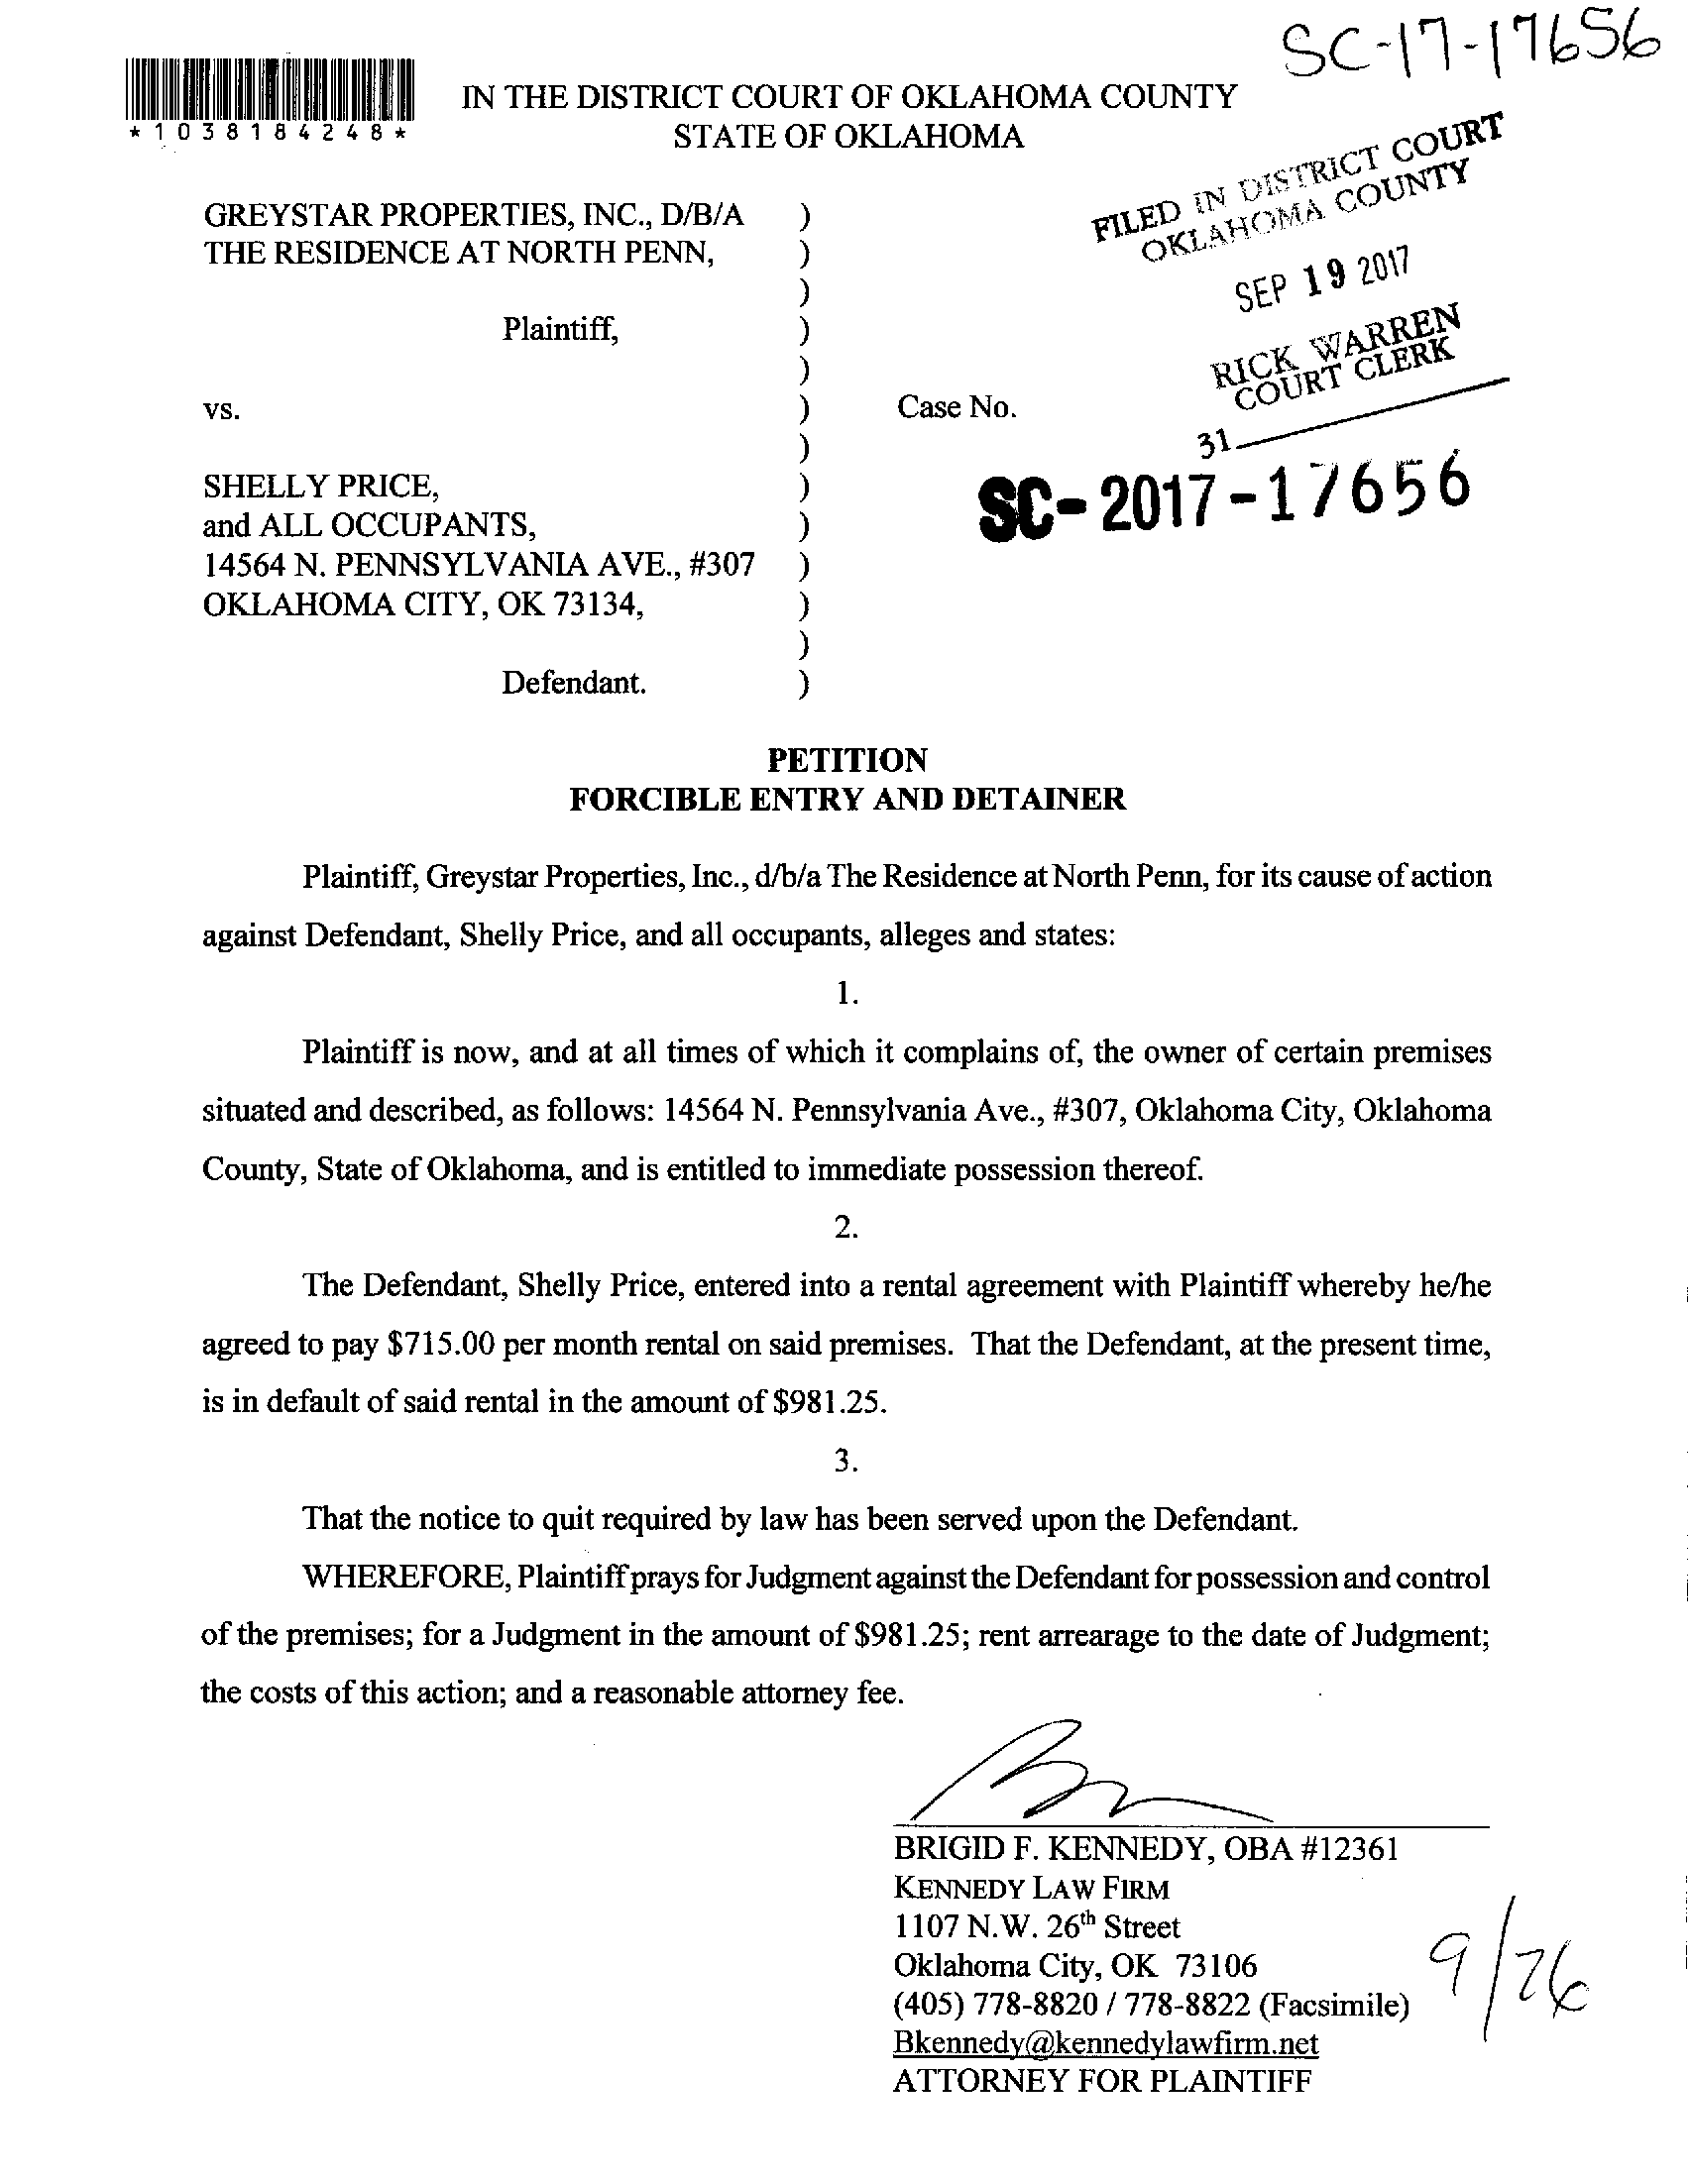 SC-17-17656
*1038184248*
IN THE DISTRICT COURT OF OKLAHOMA COUNTY
STATE OF OKLAHOMA
FILED IN DISTRICT COURT
OKLAHOMA COUNTY
SEP 19 2017
RICK WARREN
COURT CLERK
31
GREYSTAR PROPERTIES, INC., D/B/A )
THE RESIDENCE AT NORTH PENN, )
)
Plaintiff, )
)
vs. ) Case No.
)
SC-2017-17656
SHELLY PRICE, )
and ALL OCCUPANTS, )
14564 N. PENNSYLVANIA AVE., #307 )
OKLAHOMA CITY, OK 73134, )
)
Defendant. )
PETITION
FORCIBLE ENTRY AND DETAINER
Plaintiff, Greystar Properties, Inc., d/b/a The Residence at North Penn, for its cause of action
against Defendant, Shelly Price, and all occupants, alleges and states:
1.
Plaintiff is now, and at all times of which it complains of, the owner of certain premises
situated and described, as follows: 14564 N. Pennsylvania Ave., #307, Oklahoma City, Oklahoma
County, State of Oklahoma, and is entitled to immediate possession thereof.
2.
The Defendant, Shelly Price, entered into a rental agreement with Plaintiff whereby he/he
agreed to pay $715.00 per month rental on said premises. That the Defendant, at the present time,
is in default of said rental in the amount of $981.25.
3.
That the notice to quit required by law has been served upon the Defendant.
WHEREFORE, Plaintiff prays for Judgment against the Defendant for possession and control
of the premises; for a Judgment in the amount of $981.25; rent arrearage to the date of Judgment;
the costs of this action; and a reasonable attorney fee.
BRIGID F. KENNEDY, OBA #12361
KENNEDY LAW FIRM
1107 N.W. 26th Street
Oklahoma City, OK 73106
(405) 778-8820 / 778-8822 (Facsimile)
Bkennedy@kennedylawfirm.net
ATTORNEY FOR PLAINTIFF
9/26